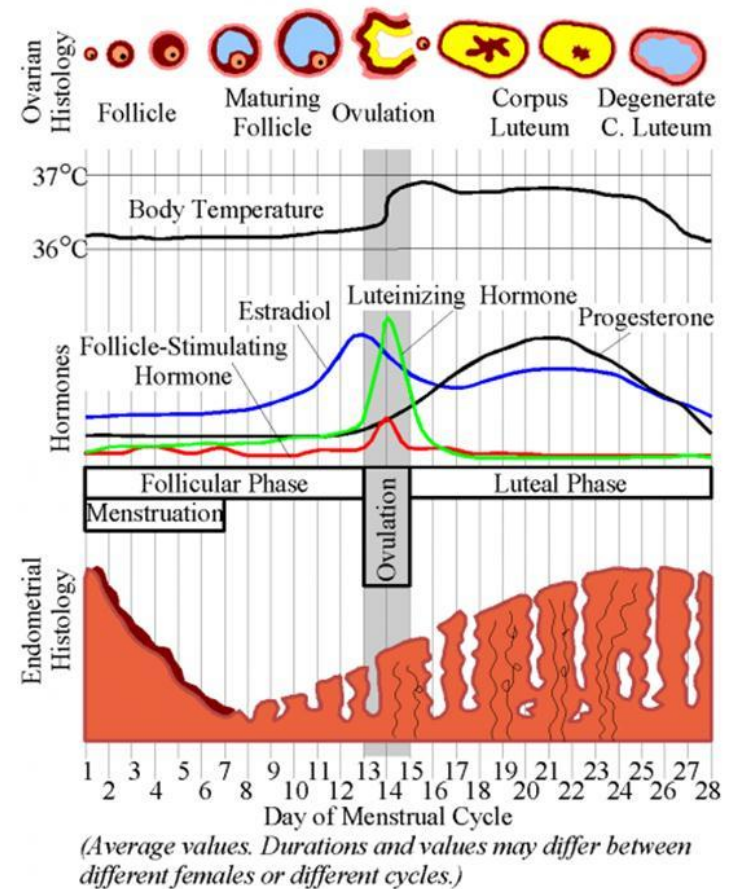 Ovarian
Histology
Follicle
Maturing
Follicle
Ovulation
Corpus
Luteum
Degenerate
C. Luteum
37°C
Body Temperature
36°C
Hormones
Estradiol
Luteinizing Hormone
Progesterone
Follicle-Stimulating
Hormone
Follicular Phase
Luteal Phase
Menstruation
Ovulation
Endometrial
Histology
1 3 5 7 9 11 13 15 17 19 21 23 25 27
2 4 6 8 10 12 14 16 18 20 22 24 26 28
Day of Menstrual Cycle
(Average values. Durations and values may differ between
different females or different cycles.)